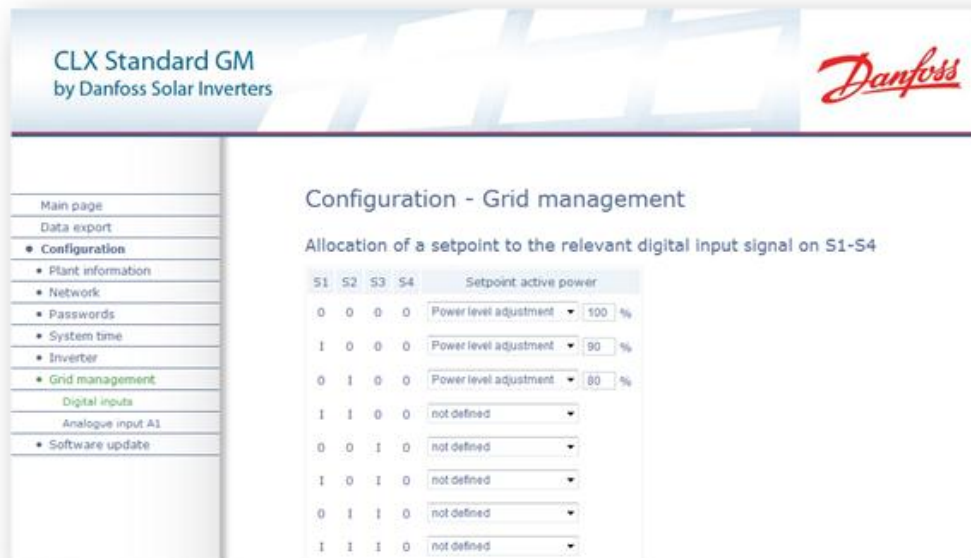 CLX Standard GM
by Danfoss Solar Inverters
Danfoss
Main page
Data export
Configuration
Plant information
Network
Passwords
System time
Inverter
Grid management
Digital inputs
Analogue input A1
Software update
Configuration - Grid management
Allocation of a setpoint to the relevant digital input signal on S1-S4
S1 S2 S3 S4 Setpoint active power
0 0 0 0 Power level adjustment 100 %
I 0 0 0 Power level adjustment 90 %
0 I 0 0 Power level adjustment 80 %
I I 0 0 not defined
0 0 I 0 not defined
I 0 I 0 not defined
0 I I 0 not defined
I I I 0 not defined